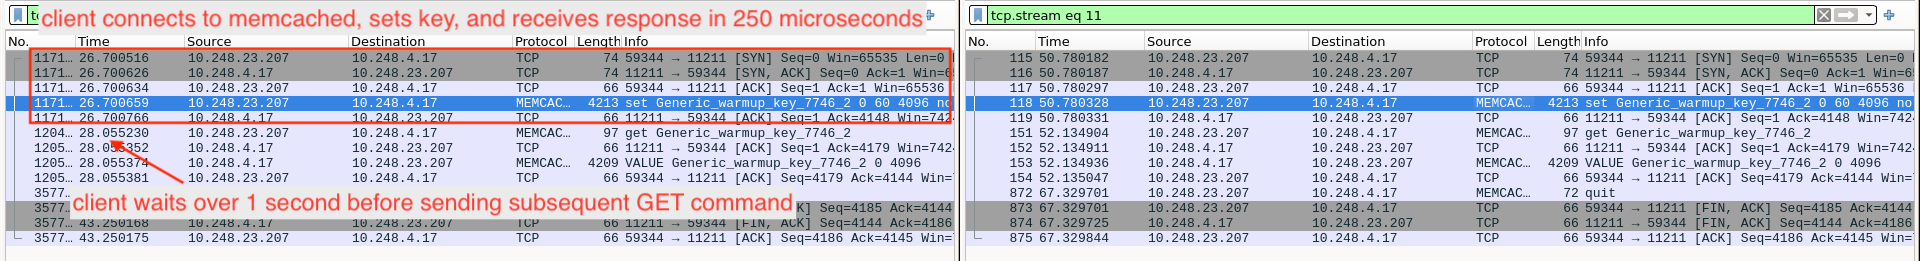 client connects to memcached, sets key, and receives response in 250 microseconds
No. Time Source Destination Protocol Length Info
1171… 26.700516 10.248.23.207 10.248.4.17 TCP 74 59344 → 11211 [SYN] Seq=0 Win=65535 Len=0
1171… 26.700626 10.248.4.17 10.248.23.207 TCP 74 11211 → 59344 [SYN, ACK] Seq=0 Ack=1 Win=6
1171… 26.700634 10.248.23.207 10.248.4.17 TCP 66 59344 → 11211 [ACK] Seq=1 Ack=1 Win=65536
1171… 26.700659 10.248.23.207 10.248.4.17 MEMCAC… 4213 set Generic_warmup_key_7746_2 0 60 4096 no
1171… 26.700766 10.248.4.17 10.248.23.207 TCP 66 11211 → 59344 [ACK] Seq=1 Ack=4148 Win=742
1204… 28.055230 10.248.23.207 10.248.4.17 MEMCAC… 97 get Generic_warmup_key_7746_2
1205… 28.055352 10.248.4.17 10.248.23.207 TCP 66 11211 → 59344 [ACK] Seq=1 Ack=4179 Win=742
1205… 28.055374 10.248.4.17 10.248.23.207 MEMCAC… 4209 VALUE Generic_warmup_key_7746_2 0 4096
1205… 28.055381 10.248.23.207 10.248.4.17 TCP 66 59344 → 11211 [ACK] Seq=4179 Ack=4144 Win=
3577…
client waits over 1 second before sending subsequent GET command
3577… [FIN, ACK] Seq=4185 Ack=4144
3577… 43.250168 10.248.4.17 10.248.23.207 TCP 66 11211 → 59344 [FIN, ACK] Seq=4144 Ack=4186
3577… 43.250175 10.248.23.207 10.248.4.17 TCP 66 59344 → 11211 [ACK] Seq=4186 Ack=4145 Win=
tcp.stream eq 11
No. Time Source Destination Protocol Length Info
115 50.780182 10.248.23.207 10.248.4.17 TCP 74 59344 → 11211 [SYN] Seq=0 Win=65535 Len=0
116 50.780187 10.248.4.17 10.248.23.207 TCP 74 11211 → 59344 [SYN, ACK] Seq=0 Ack=1 Win=6
117 50.780297 10.248.23.207 10.248.4.17 TCP 66 59344 → 11211 [ACK] Seq=1 Ack=1 Win=65536
118 50.780328 10.248.23.207 10.248.4.17 MEMCAC… 4213 set Generic_warmup_key_7746_2 0 60 4096 no
119 50.780331 10.248.4.17 10.248.23.207 TCP 66 11211 → 59344 [ACK] Seq=1 Ack=4148 Win=742
151 52.134904 10.248.23.207 10.248.4.17 MEMCAC… 97 get Generic_warmup_key_7746_2
152 52.134911 10.248.4.17 10.248.23.207 TCP 66 11211 → 59344 [ACK] Seq=1 Ack=4179 Win=742
153 52.134936 10.248.4.17 10.248.23.207 MEMCAC… 4209 VALUE Generic_warmup_key_7746_2 0 4096
154 52.135047 10.248.23.207 10.248.4.17 TCP 66 59344 → 11211 [ACK] Seq=4179 Ack=4144 Win=
872 67.329701 10.248.23.207 10.248.4.17 MEMCAC… 72 quit
873 67.329701 10.248.23.207 10.248.4.17 TCP 66 59344 → 11211 [FIN, ACK] Seq=4185 Ack=4144
874 67.329725 10.248.4.17 10.248.23.207 TCP 66 11211 → 59344 [FIN, ACK] Seq=4144 Ack=4186
875 67.329844 10.248.23.207 10.248.4.17 TCP 66 59344 → 11211 [ACK] Seq=4186 Ack=4145 Win=